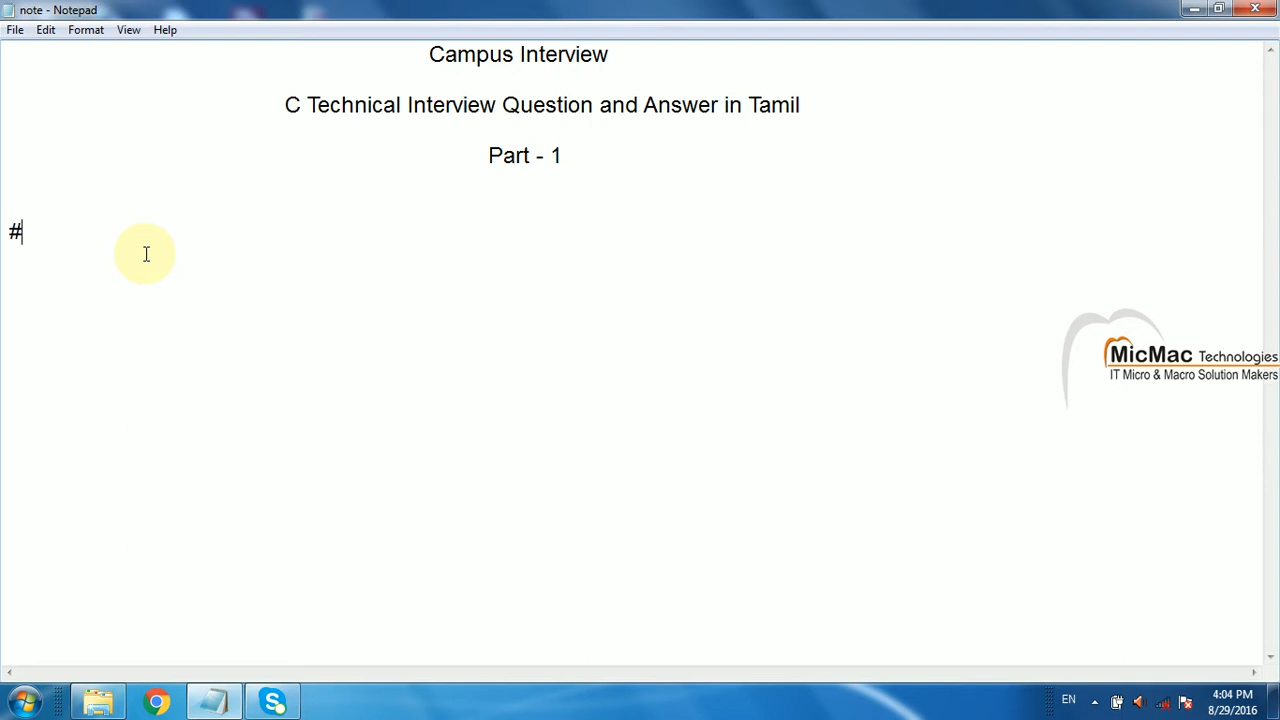 note - Notepad
File Edit Format View Help
Campus Interview
C Technical Interview Question and Answer in Tamil
Part - 1
#
MicMac Technologies
IT Micro & Macro Solution Makers
EN
4:04 PM
8/29/2016